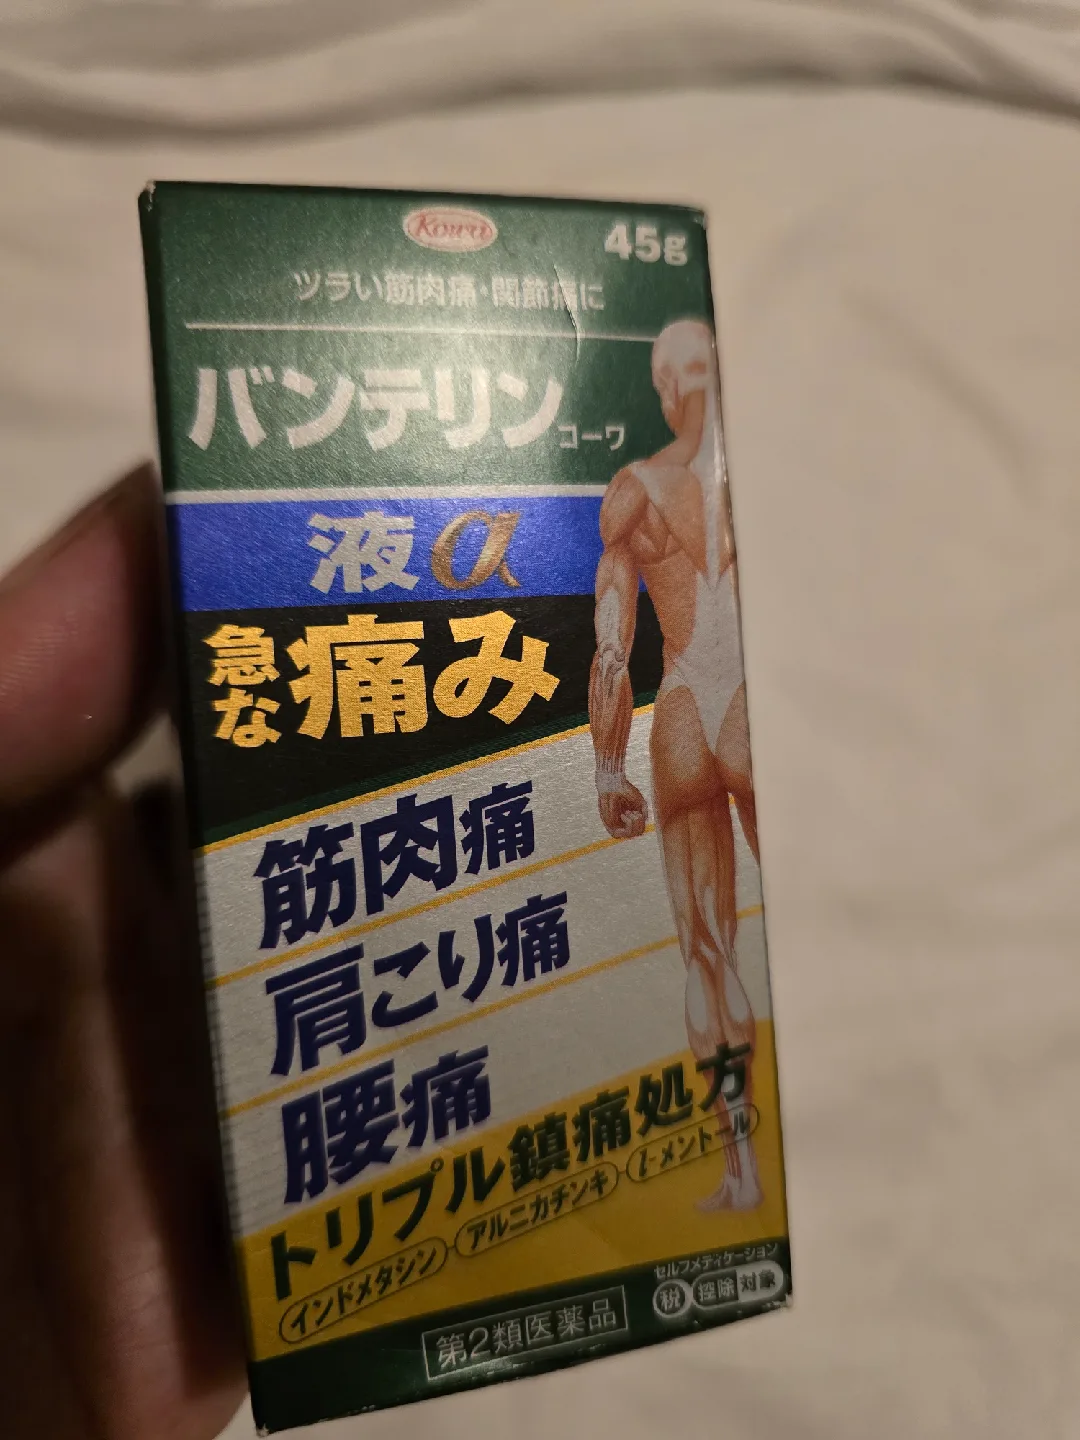 Kowa
45g
ツラい筋肉痛・関節痛に
バンテリン コーワ
液α
急な痛み
筋肉痛
肩こり痛
腰痛
トリプル鎮痛処方
インドメタシン アルニカチンキ l-メントール
セルフメディケーション
税 控除 対象
第2類医薬品